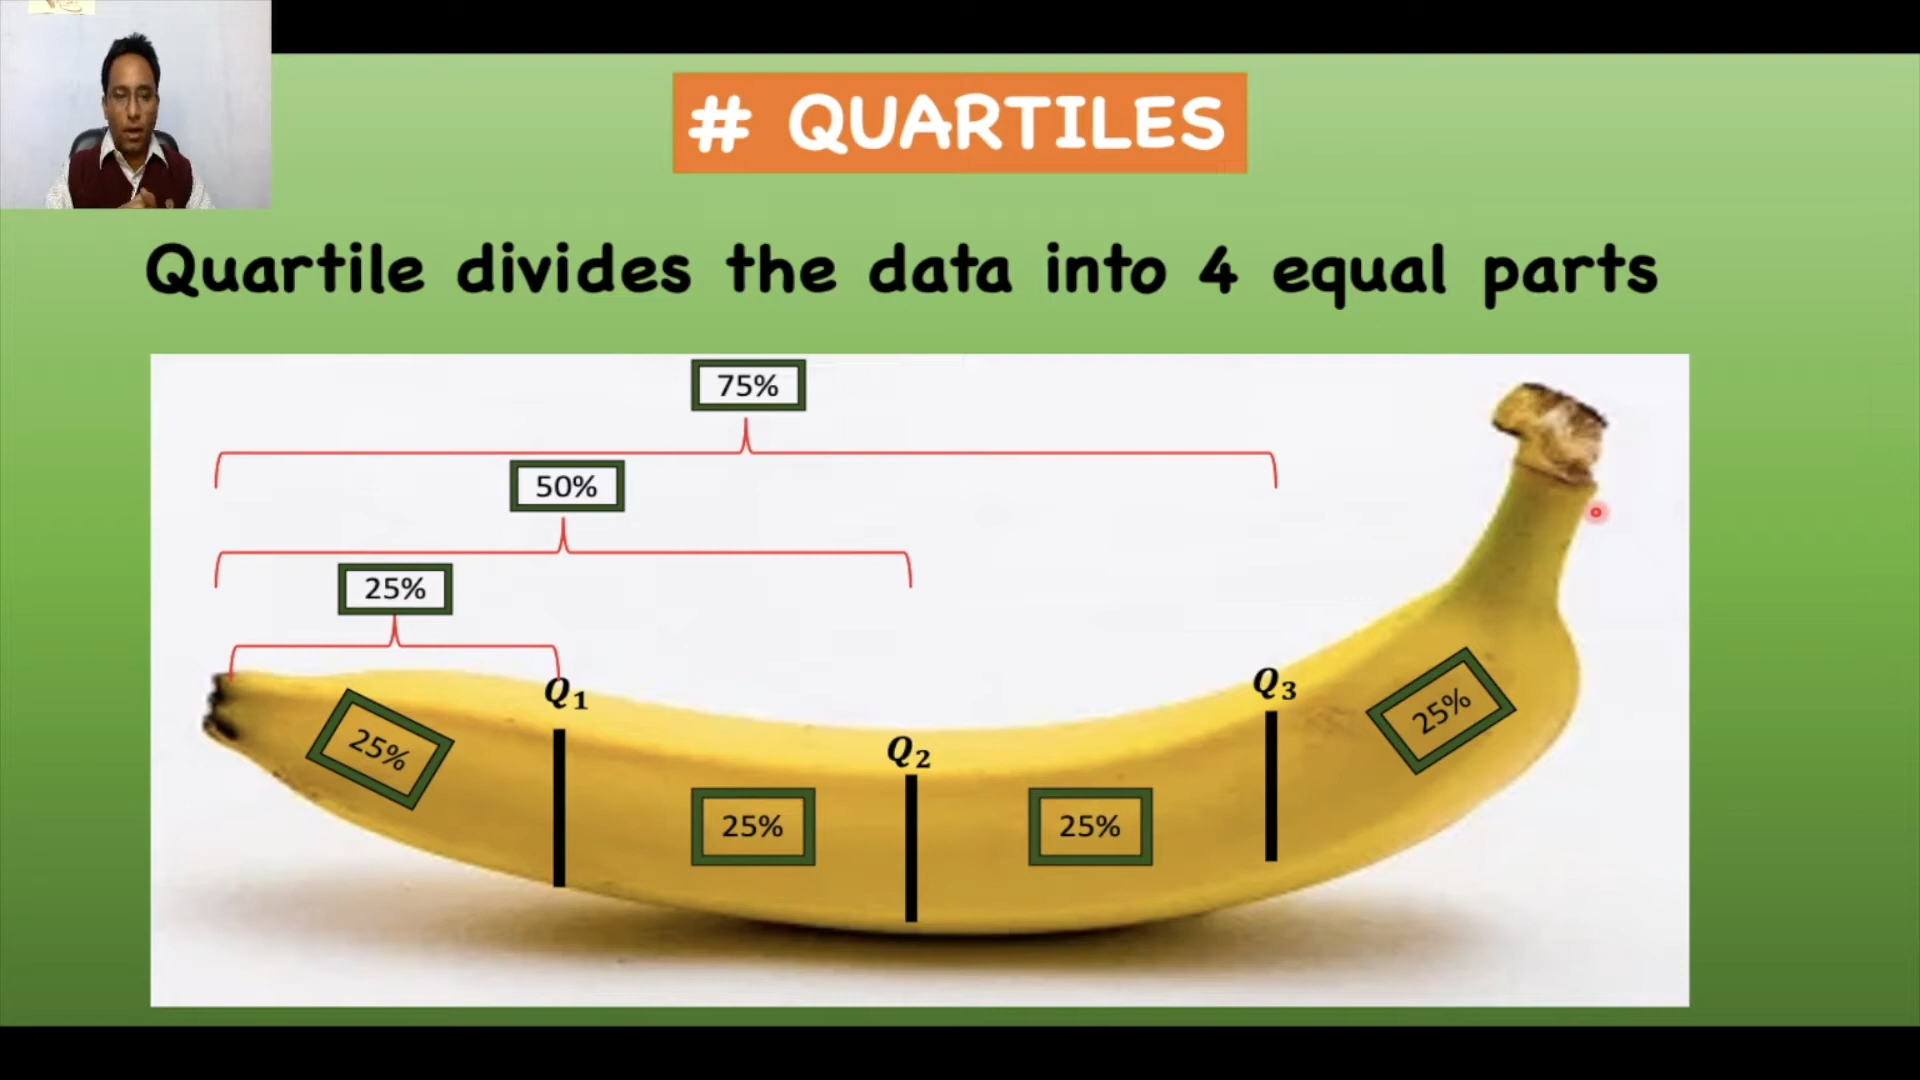 # QUARTILES
Quartile divides the data into 4 equal parts
75%
50%
25%
Q₁
Q₂
Q₃
25%
25%
25%
25%